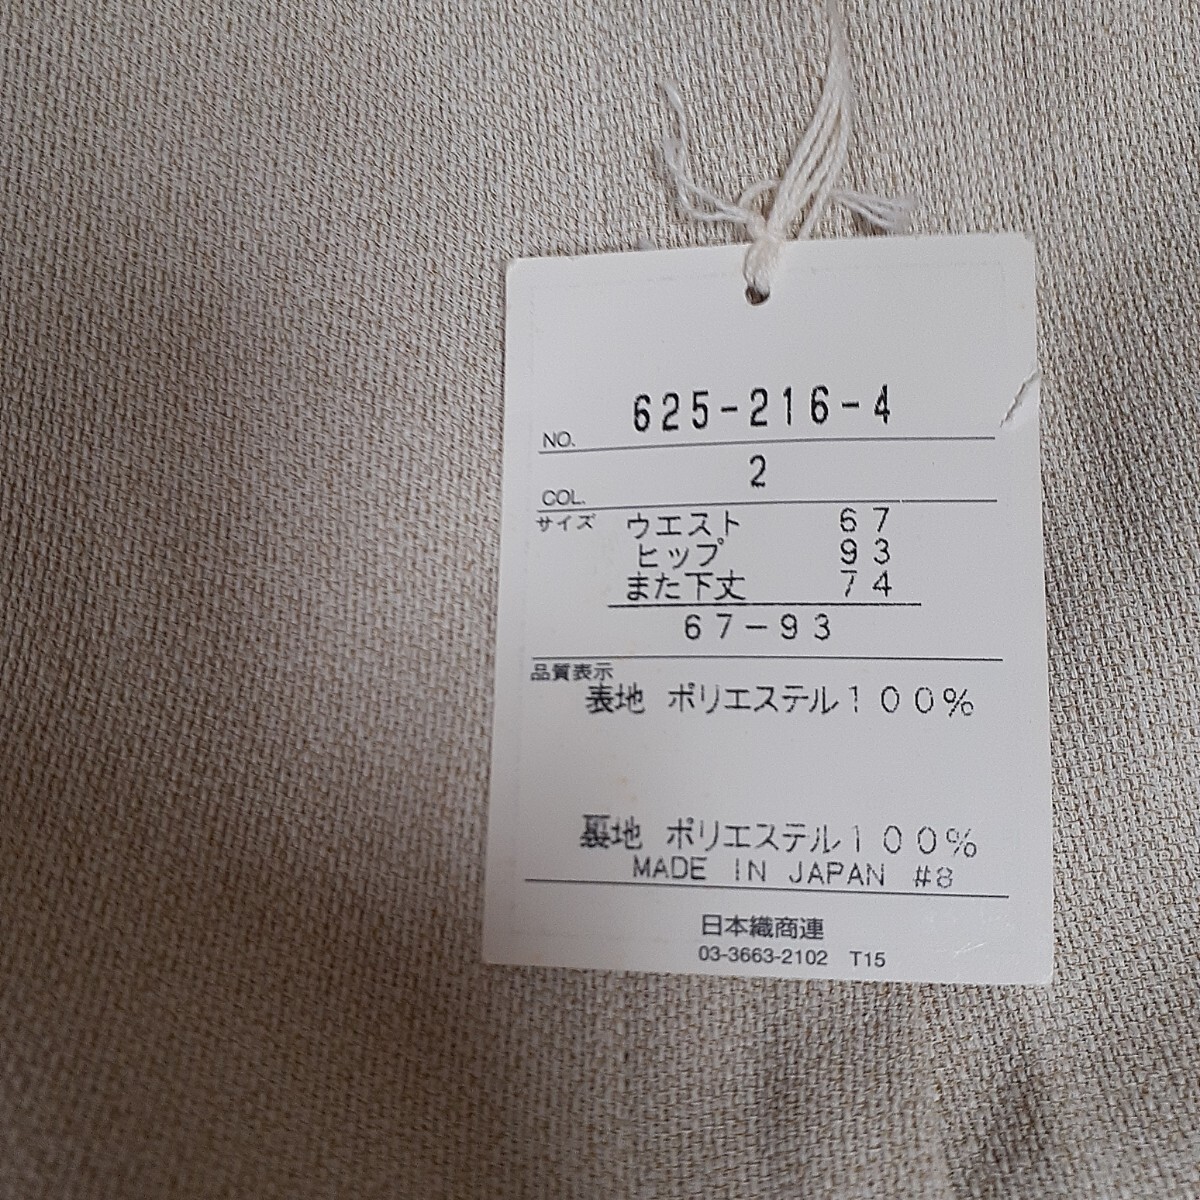 NO. 625-216-4
COL. 2
サイズ ウエスト 67
ヒップ 93
また下丈 74
67-93
品質表示
表地 ポリエステル100%
裏地 ポリエステル100%
MADE IN JAPAN #8
日本織商連
03-3663-2102 T15